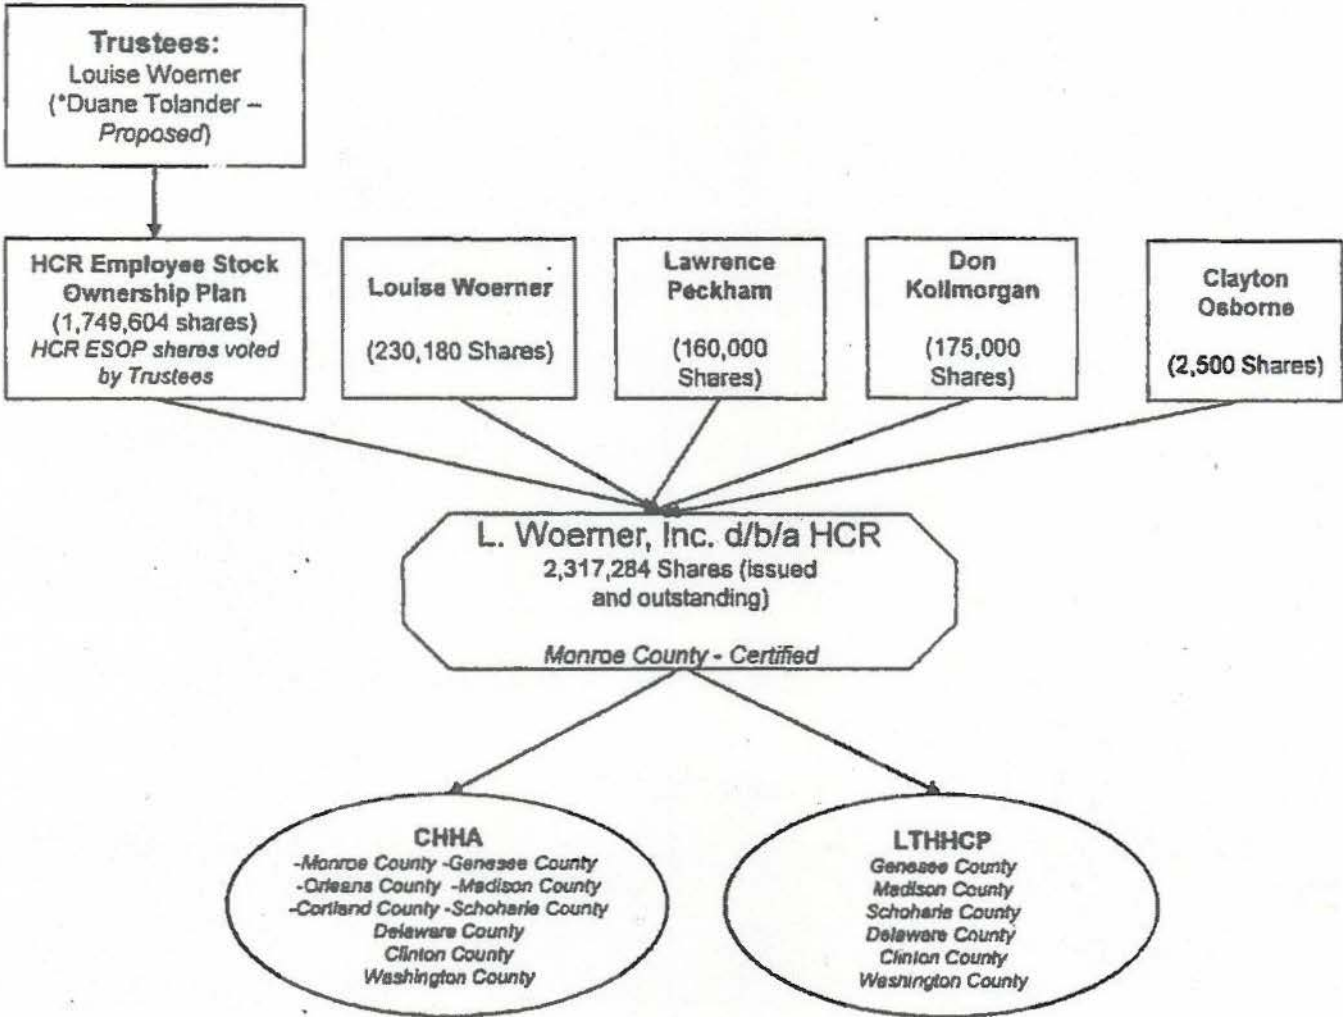 Trustees:
Louise Woerner
(*Duane Tolander –
Proposed)
HCR Employee Stock
Ownership Plan
(1,749,604 shares)
HCR ESOP shares voted
by Trustees
Louise Woerner
(230,180 Shares)
Lawrence
Peckham
(160,000
Shares)
Don
Kollmorgan
(175,000
Shares)
Clayton
Osborne
(2,500 Shares)
L. Woerner, Inc. d/b/a HCR
2,317,284 Shares (issued
and outstanding)
Monroe County - Certified
CHHA
-Monroe County -Genesee County
-Orleans County -Madison County
-Cortland County -Schoharie County
Delaware County
Clinton County
Washington County
LTHHCP
Genesee County
Madison County
Schoharie County
Delaware County
Clinton County
Washington County